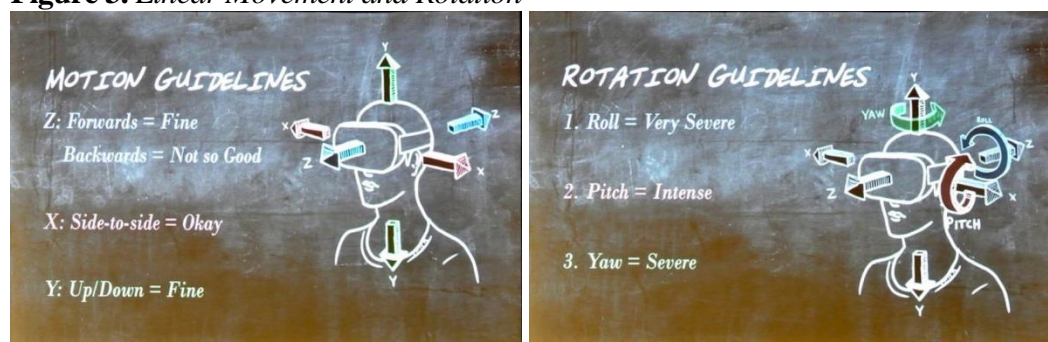 Figure 3. Linear Movement and Rotation
MOTION GUIDELINES
Z: Forwards = Fine
Backwards = Not so Good
X: Side-to-side = Okay
Y: Up/Down = Fine
Y
X
Z
Z
X
Y
ROTATION GUIDELINES
1. Roll = Very Severe
2. Pitch = Intense
3. Yaw = Severe
Y
YAW
ROLL
X
Z
Z
X
PITCH
Y